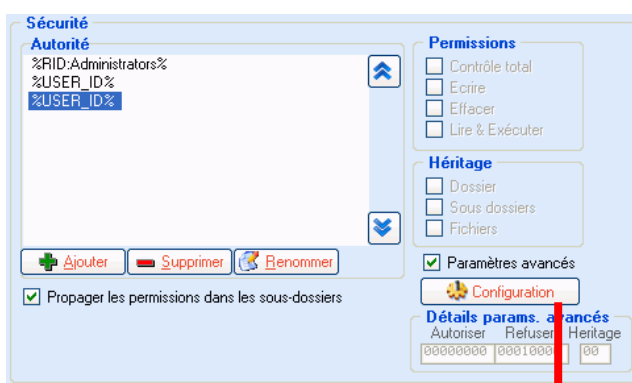 Sécurité
Autorité
%RID:Administrators%
%USER_ID%
%USER_ID%
Ajouter
Supprimer
Renommer
Propager les permissions dans les sous-dossiers
Permissions
Contrôle total
Ecrire
Effacer
Lire & Exécuter
Héritage
Dossier
Sous dossiers
Fichiers
Paramètres avancés
Configuration
Détails params. avancés
Autoriser Refuser Heritage
00000000 00010000 00